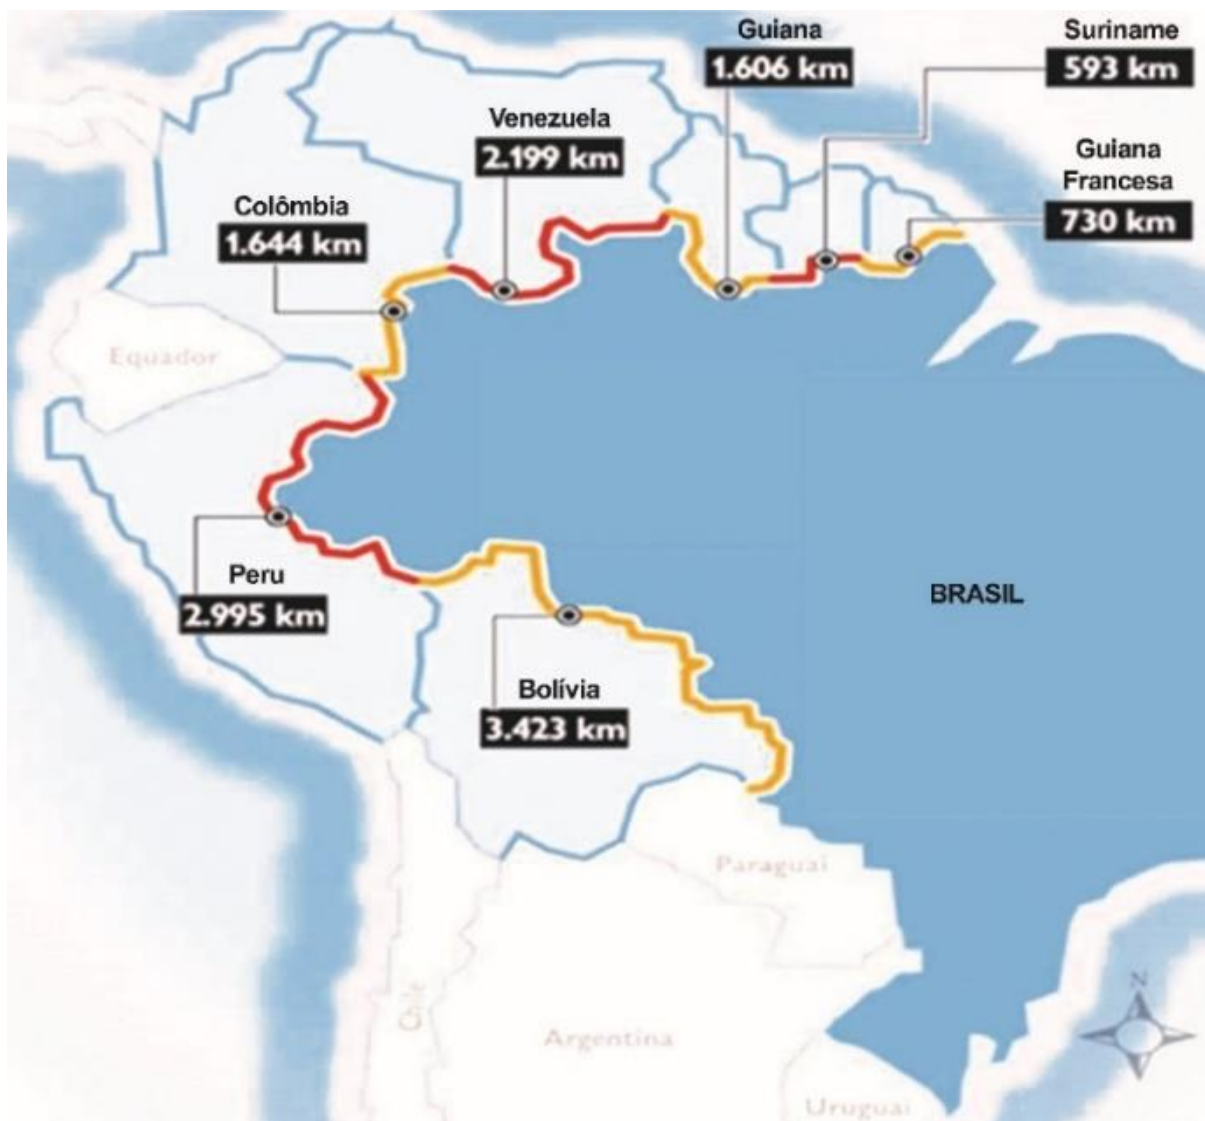 Guiana
1.606 km
Suriname
593 km
Venezuela
2.199 km
Guiana
Francesa
730 km
Colômbia
1.644 km
Equador
Peru
2.995 km
BRASIL
Bolívia
3.423 km
Paraguai
N
Chile
Argentina
Uruguai